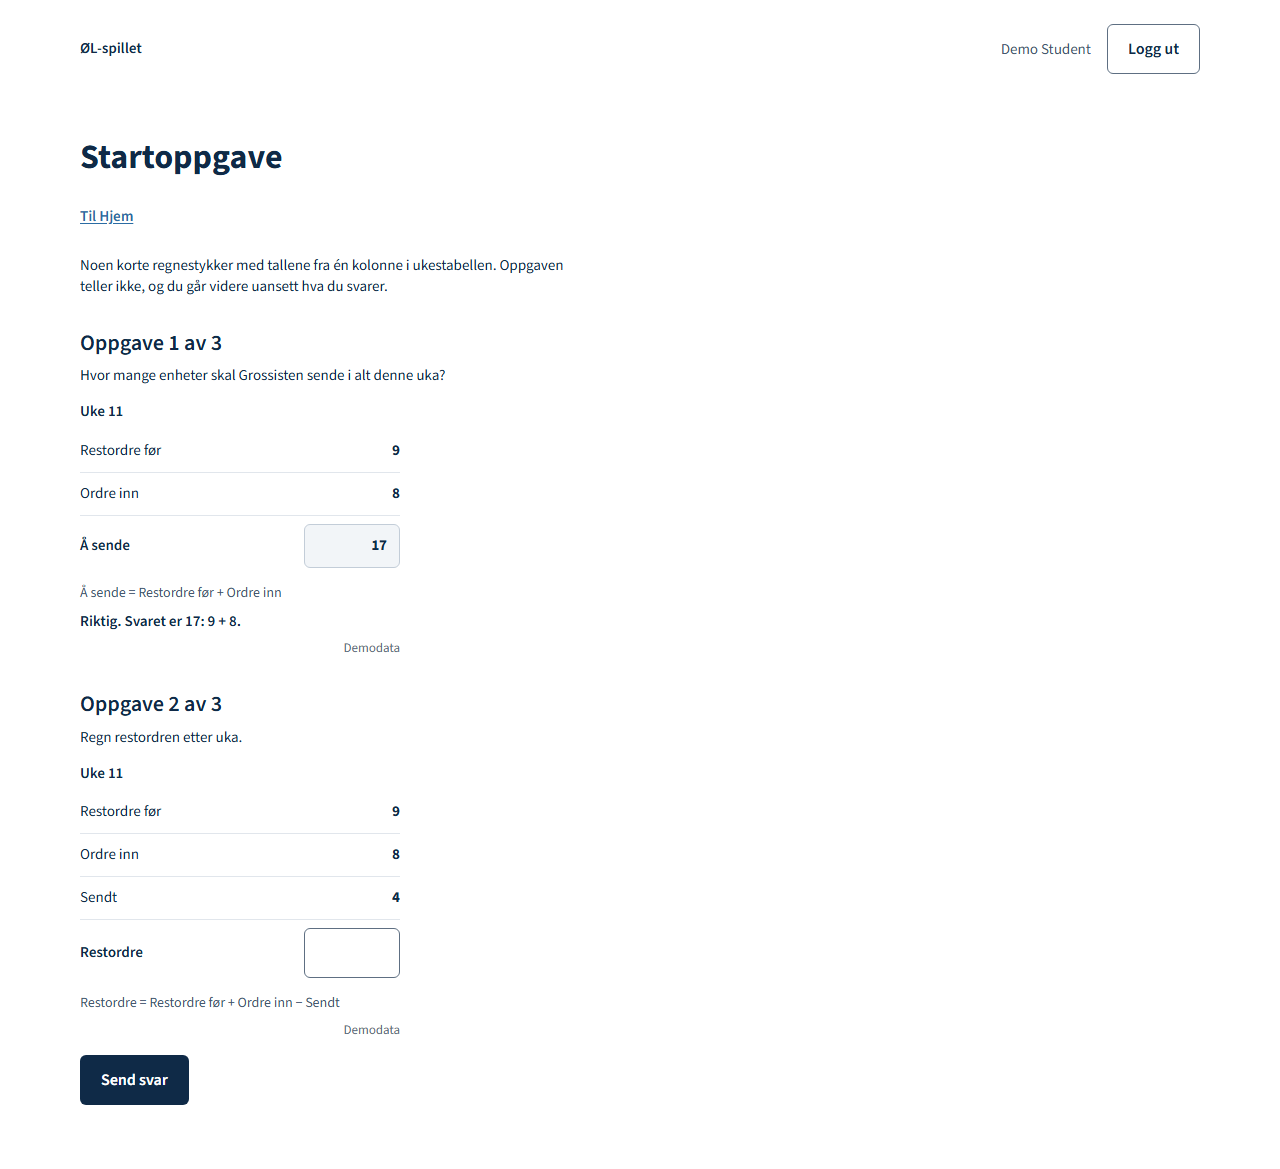 ØL-spillet
Demo Student
Logg ut
Startoppgave
Til Hjem
Noen korte regnestykker med tallene fra én kolonne i ukestabellen. Oppgaven
teller ikke, og du går videre uansett hva du svarer.
Oppgave 1 av 3
Hvor mange enheter skal Grossisten sende i alt denne uka?
Uke 11
Restordre før 9
Ordre inn 8
Å sende 17
Å sende = Restordre før + Ordre inn
Riktig. Svaret er 17: 9 + 8.
Demodata
Oppgave 2 av 3
Regn restordren etter uka.
Uke 11
Restordre før 9
Ordre inn 8
Sendt 4
Restordre
Restordre = Restordre før + Ordre inn − Sendt
Demodata
Send svar